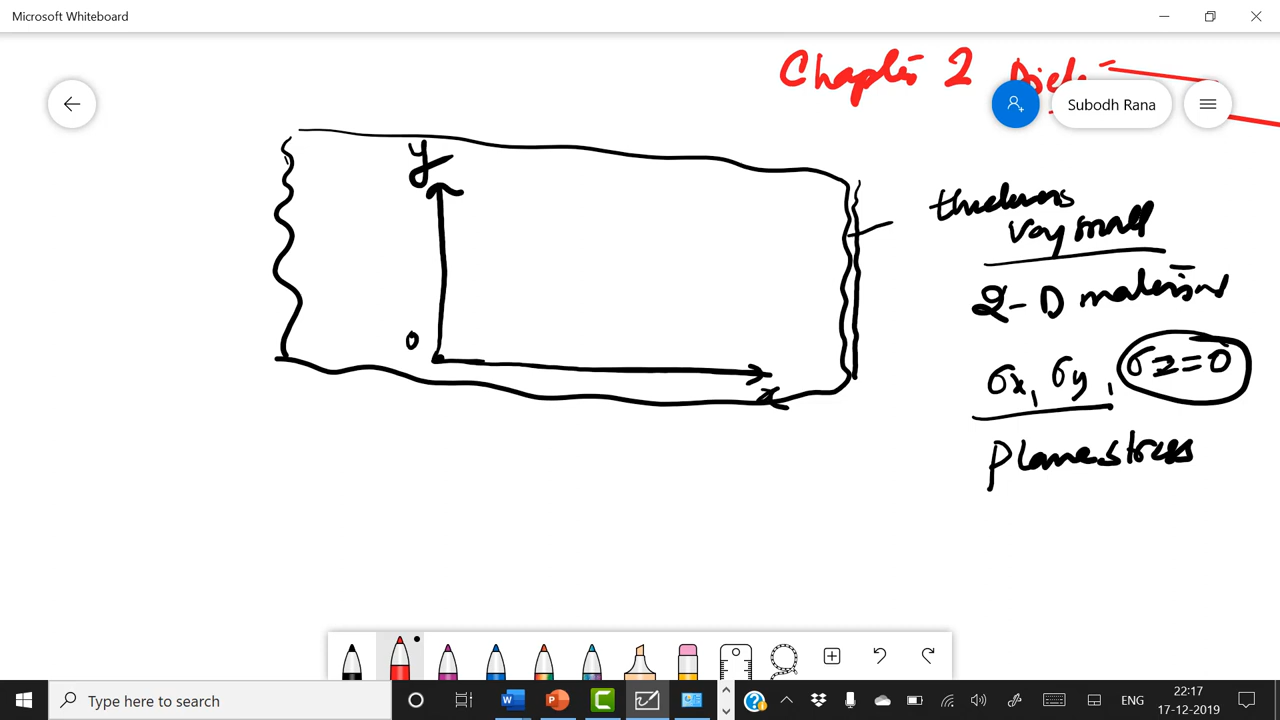 Microsoft Whiteboard
Chapter 2
Subodh Rana
y
thickness
very small
2-D material
σx, σy, σz=0
0
x
plane stress
Type here to search
ENG
22:17
17-12-2019